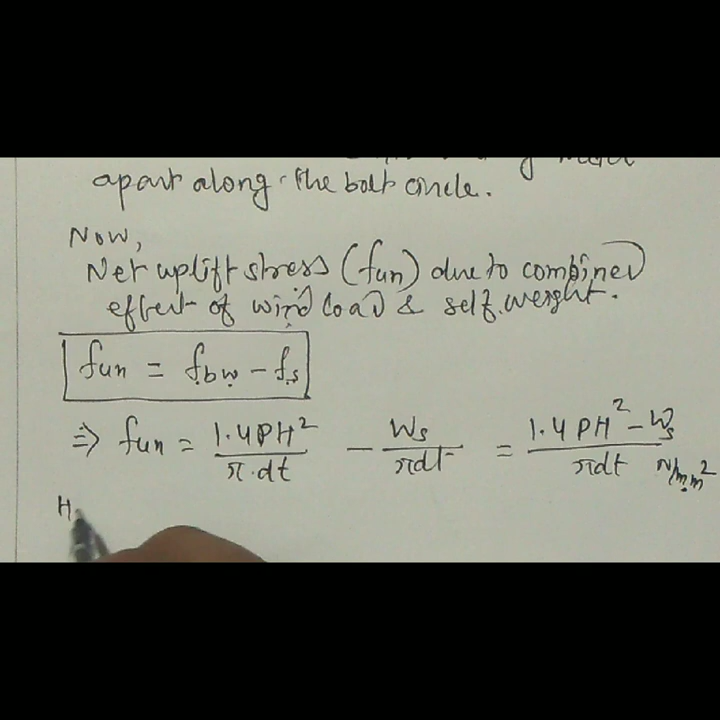 apart along the bolt circle.
Now,
Net uplift stress (fun) due to combined
effect of wind load & self weight.
fun = fbw - fs
⇒ fun = 1.4PH²/π.dt - Ws/πdt = 1.4PH² - Ws/πdt N/mm²
H